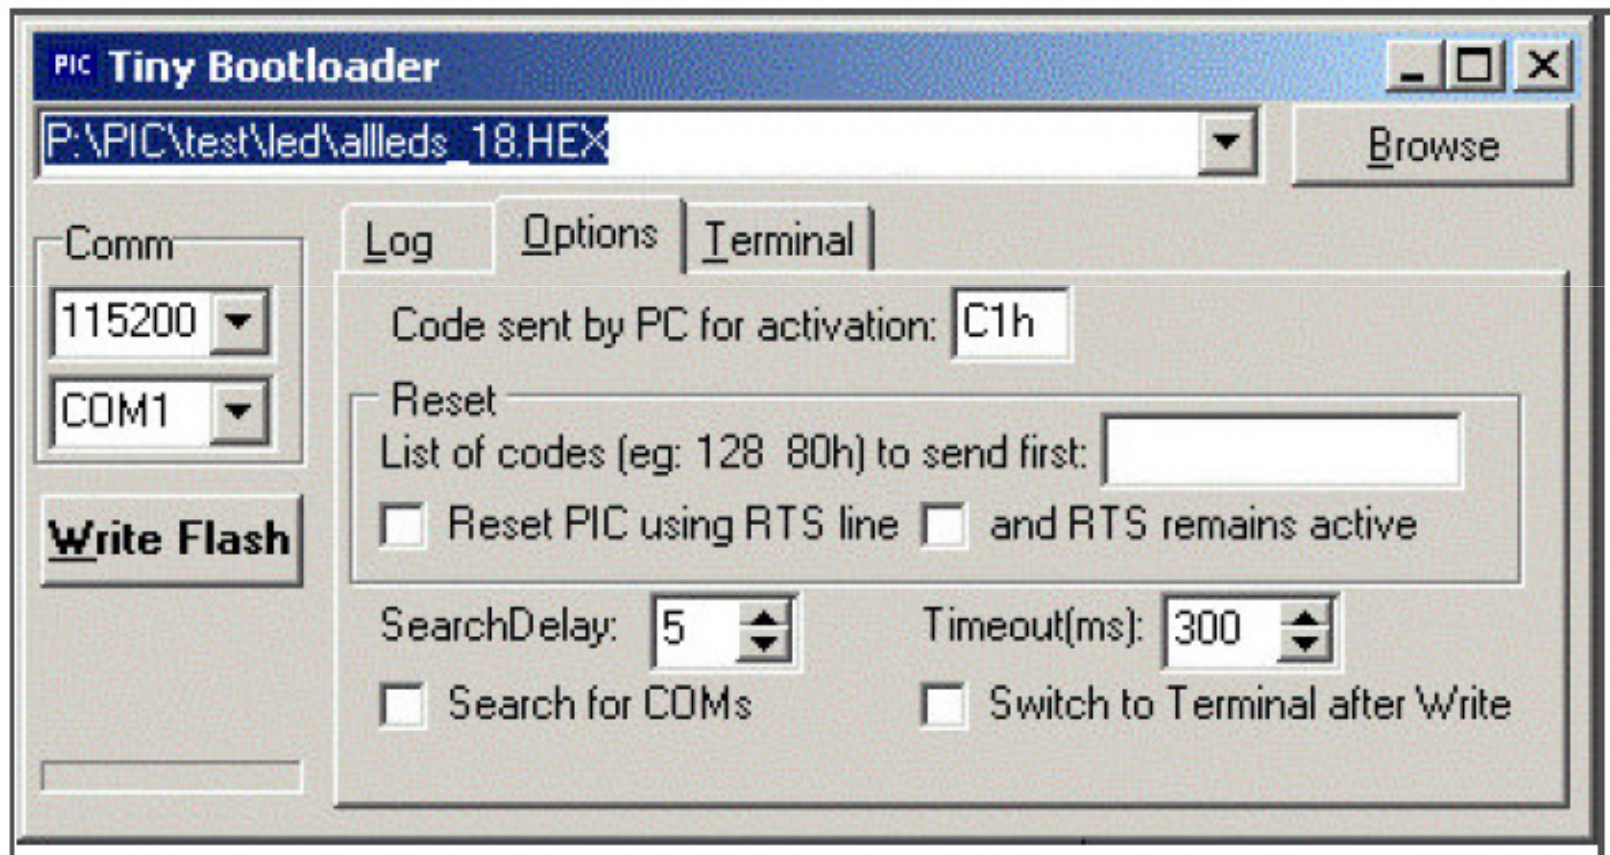 PIC Tiny Bootloader
P:\PIC\test\led\allleds_18.HEX
Browse
Comm
115200
COM1
Write Flash
Log Options Terminal
Code sent by PC for activation: C1h
Reset
List of codes (eg: 128 80h) to send first:
Reset PIC using RTS line and RTS remains active
SearchDelay: 5 Timeout(ms): 300
Search for COMs Switch to Terminal after Write